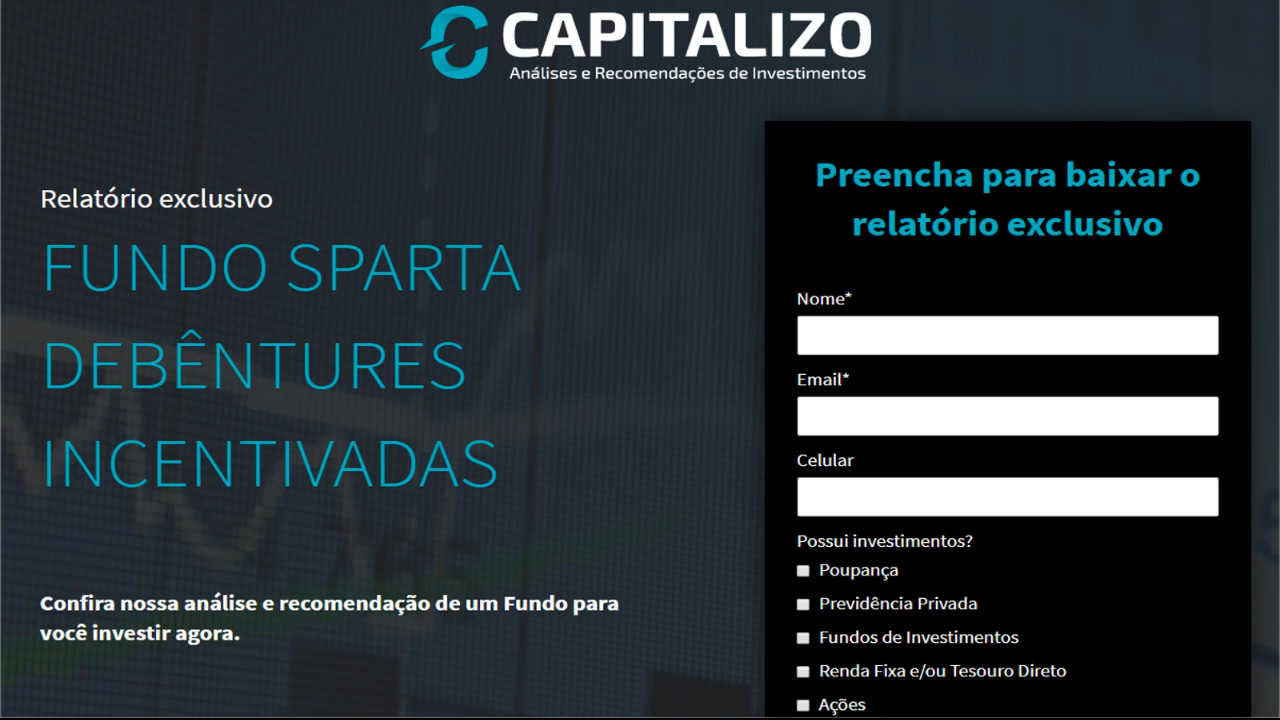 CAPITALIZO
Análises e Recomendações de Investimentos
Relatório exclusivo
FUNDO SPARTA
DEBÊNTURES
INCENTIVADAS
Confira nossa análise e recomendação de um Fundo para
você investir agora.
Preencha para baixar o
relatório exclusivo
Nome*
Email*
Celular
Possui investimentos?
Poupança
Previdência Privada
Fundos de Investimentos
Renda Fixa e/ou Tesouro Direto
Ações